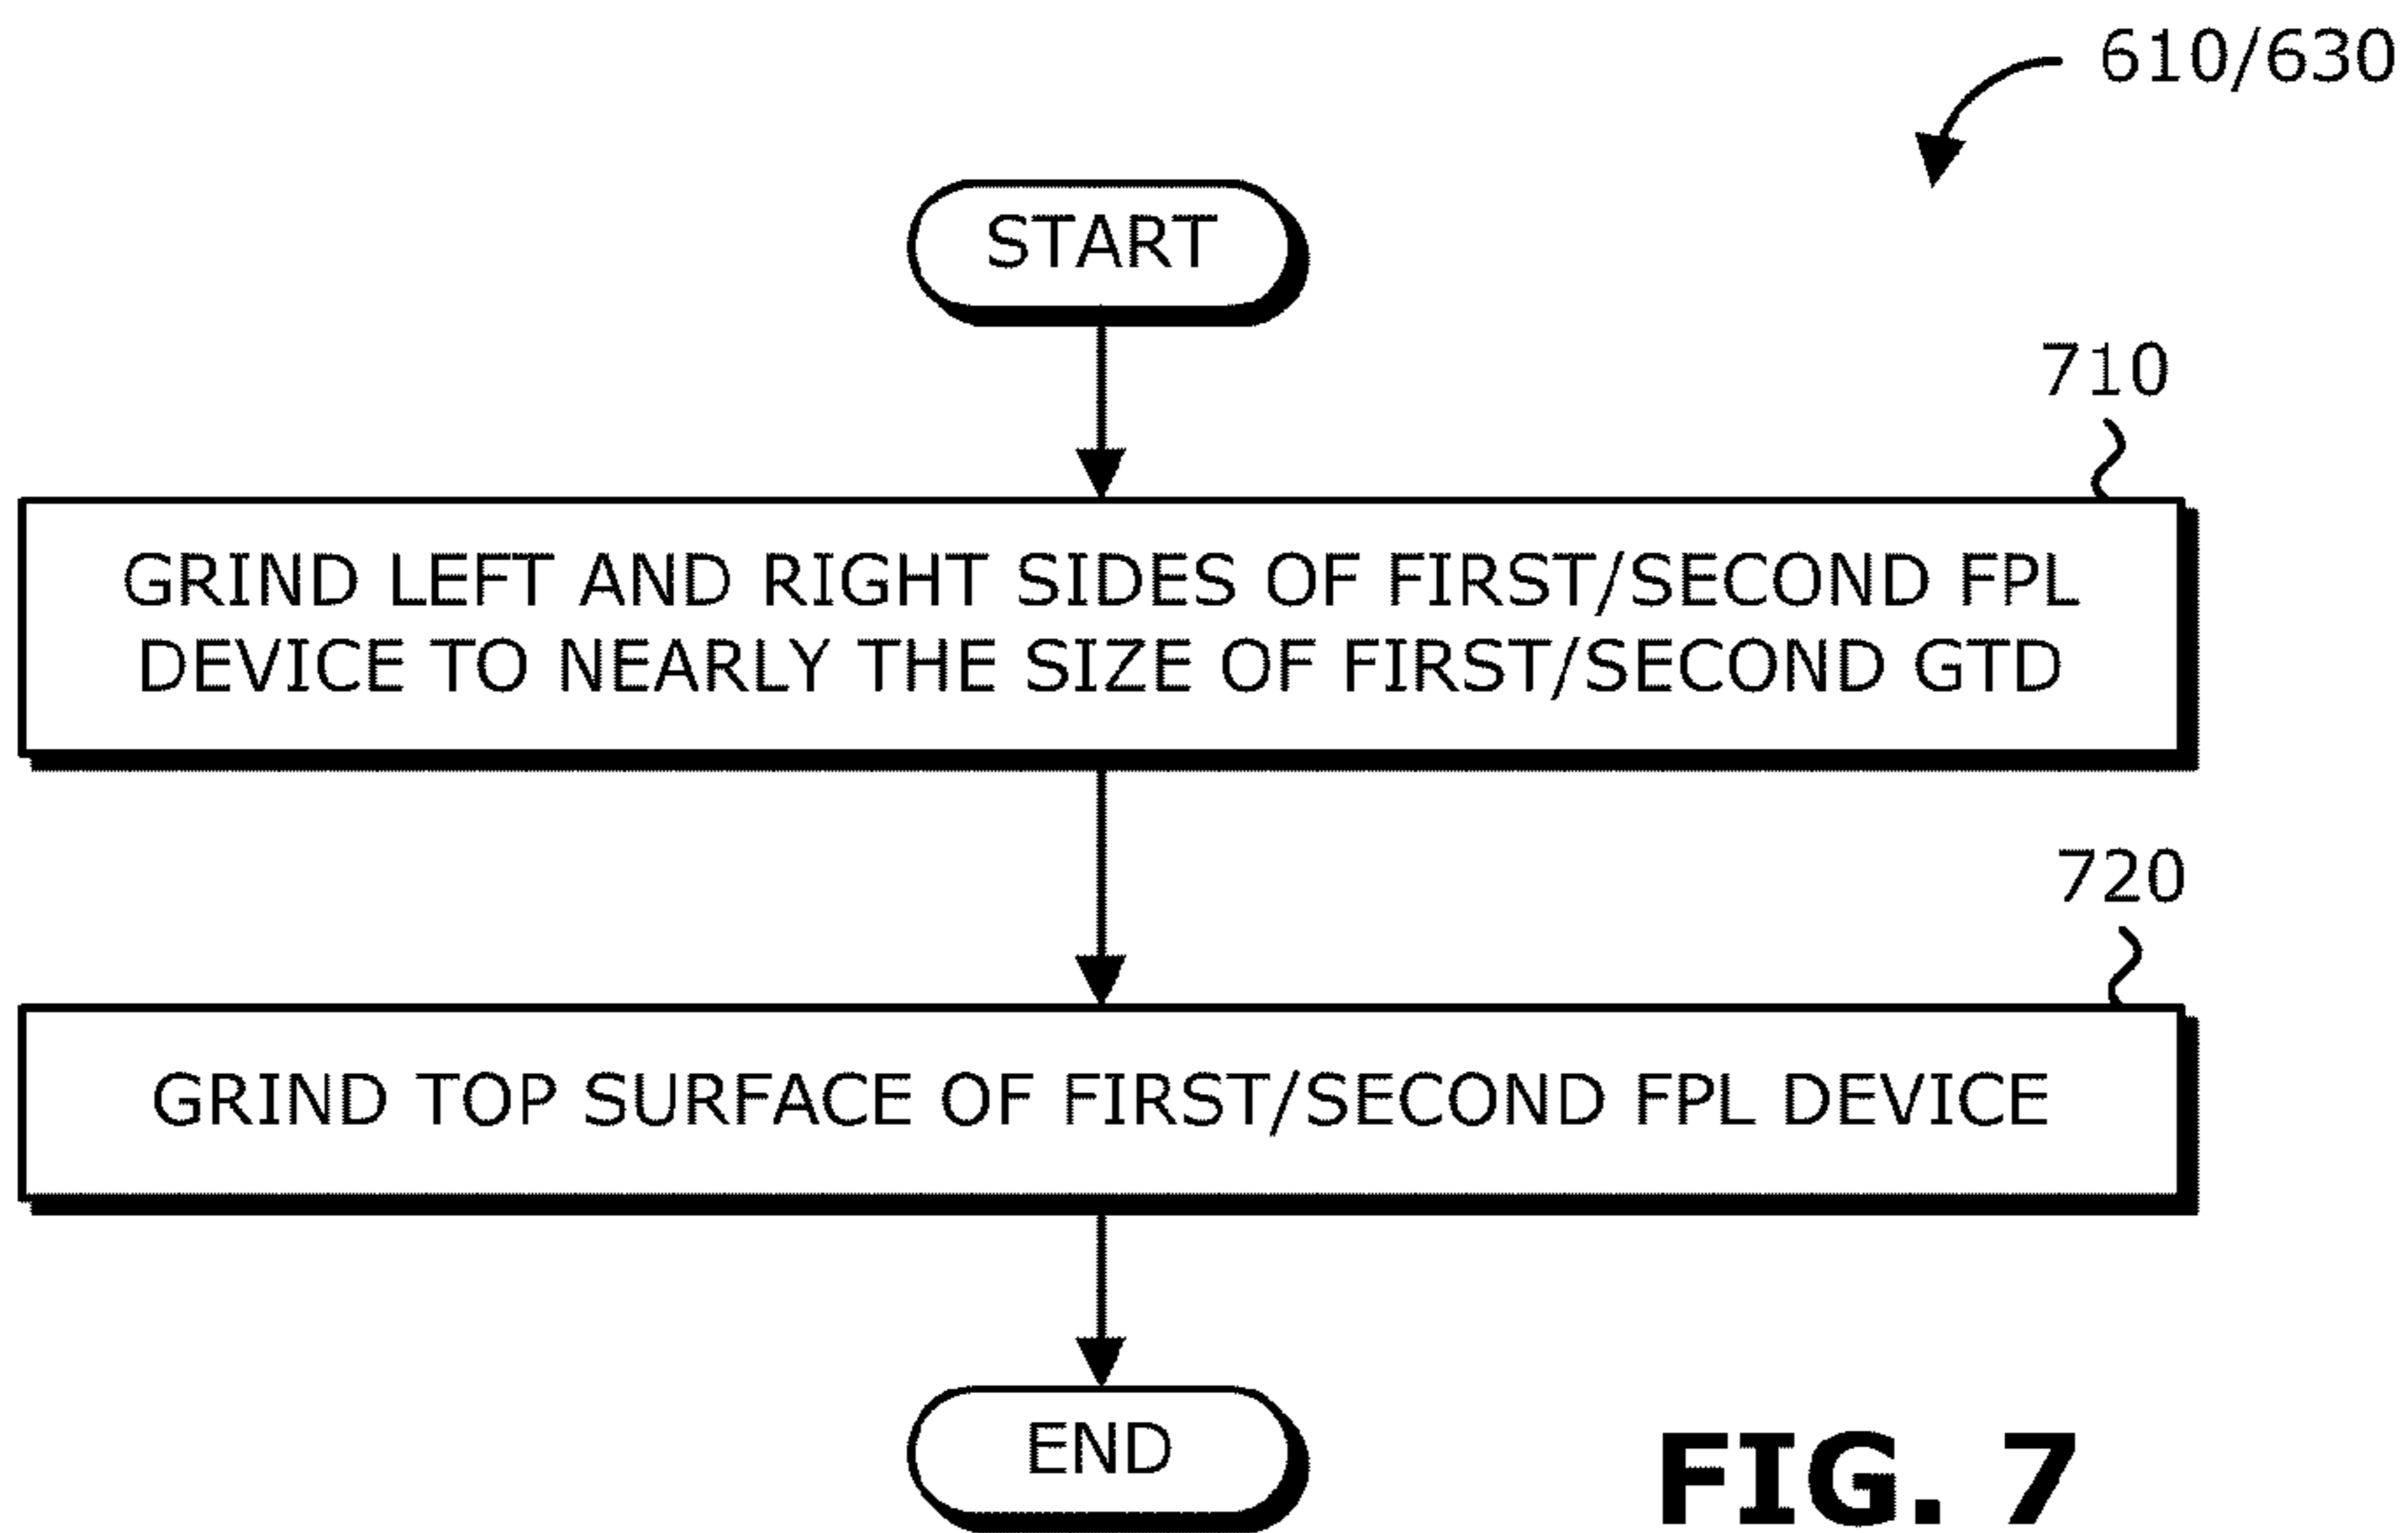 610/630
START
710
GRIND LEFT AND RIGHT SIDES OF FIRST/SECOND FPL
DEVICE TO NEARLY THE SIZE OF FIRST/SECOND GTD
720
GRIND TOP SURFACE OF FIRST/SECOND FPL DEVICE
END
FIG. 7